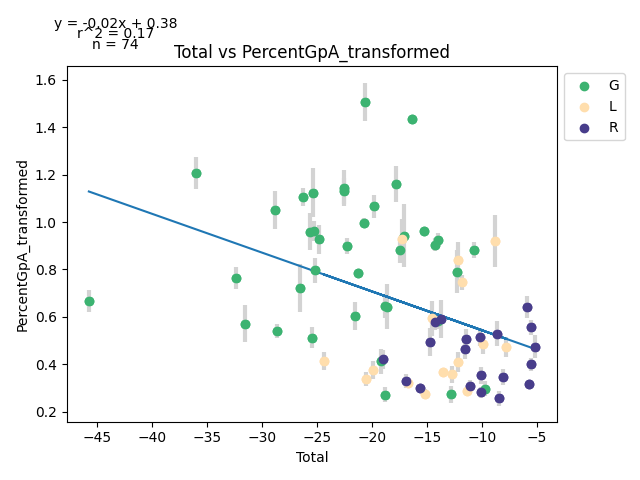 y = -0.02x + 0.38
r^2 = 0.17
n = 74
Total vs PercentGpA_transformed
G
L
R
PercentGpA_transformed
1.6
1.4
1.2
1.0
0.8
0.6
0.4
0.2
−45 −40 −35 −30 −25 −20 −15 −10 −5
Total